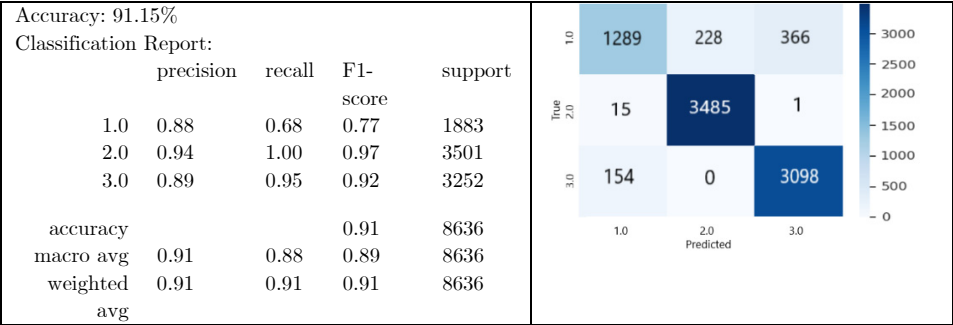 Accuracy: 91.15%
Classification Report:
precision recall F1-score support
1.0 0.88 0.68 0.77 1883
2.0 0.94 1.00 0.97 3501
3.0 0.89 0.95 0.92 3252
accuracy 0.91 8636
macro avg 0.91 0.88 0.89 8636
weighted avg 0.91 0.91 0.91 8636
True
1.0 1289 228 366
2.0 15 3485 1
3.0 154 0 3098
1.0 2.0 3.0
Predicted
3000
2500
2000
1500
1000
500
0